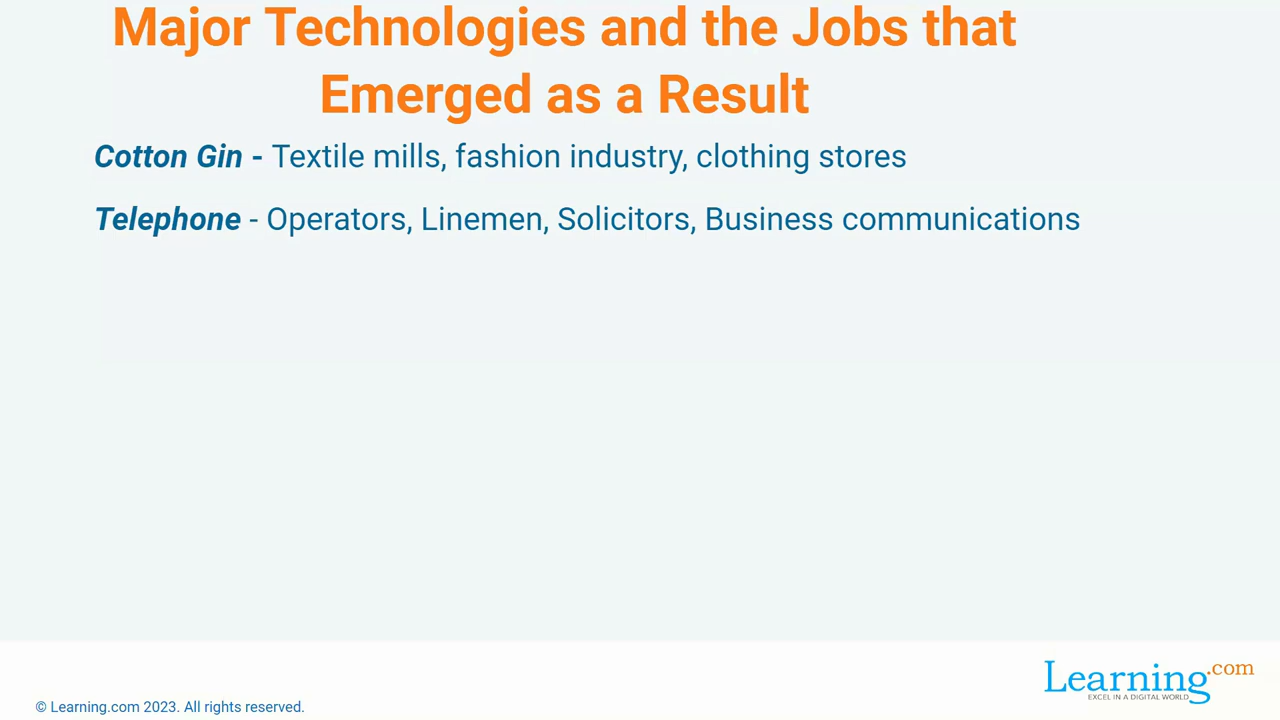 Major Technologies and the Jobs that
Emerged as a Result
Cotton Gin - Textile mills, fashion industry, clothing stores
Telephone - Operators, Linemen, Solicitors, Business communications
Learning.com
EXCEL IN A DIGITAL WORLD
© Learning.com 2023. All rights reserved.